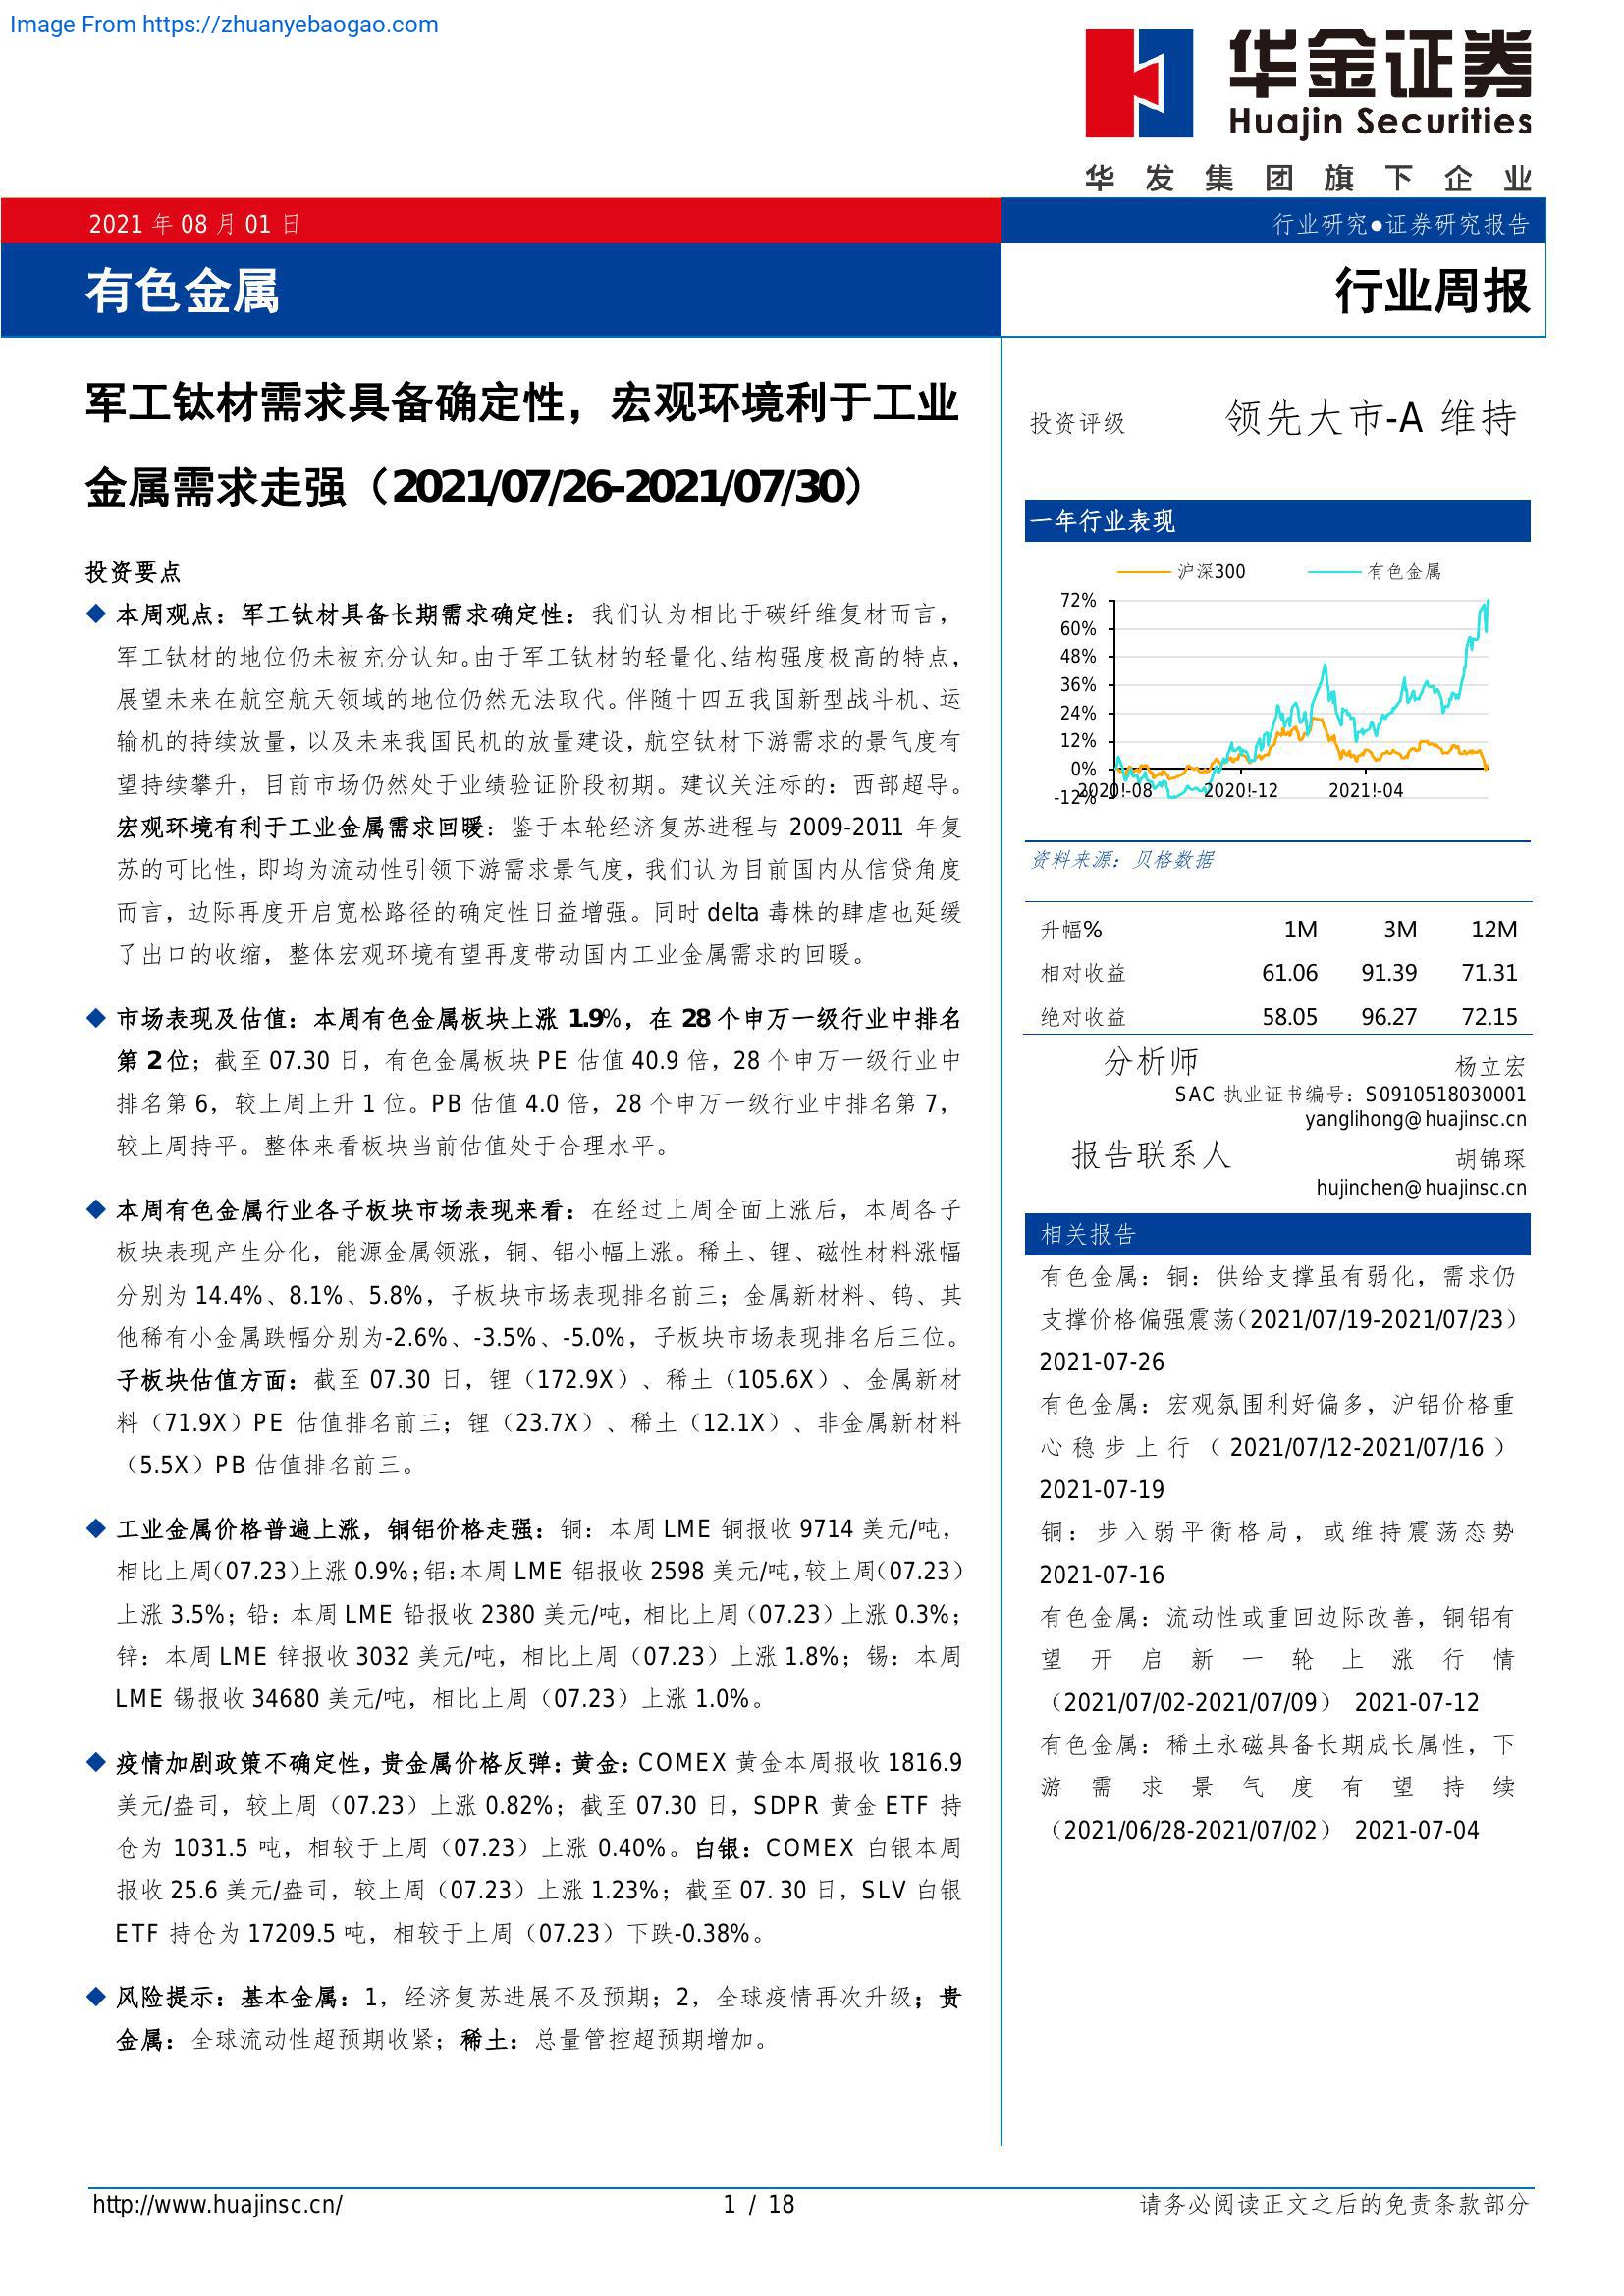 Image From https://zhuanyebaogao.com
华金证券
Huajin Securities
华发集团旗下企业
2021 年 08 月 01 日
行业研究●证券研究报告
有色金属
行业周报
军工钛材需求具备确定性，宏观环境利于工业
金属需求走强（2021/07/26-2021/07/30）
投资要点
◆ 本周观点：军工钛材具备长期需求确定性：我们认为相比于碳纤维复材而言，
军工钛材的地位仍未被充分认知。由于军工钛材的轻量化、结构强度极高的特点，
展望未来在航空航天领域的地位仍然无法取代。伴随十四五我国新型战斗机、运
输机的持续放量，以及未来我国民机的放量建设，航空钛材下游需求的景气度有
望持续攀升，目前市场仍然处于业绩验证阶段初期。建议关注标的：西部超导。
宏观环境有利于工业金属需求回暖：鉴于本轮经济复苏进程与 2009-2011 年复
苏的可比性，即均为流动性引领下游需求景气度，我们认为目前国内从信贷角度
而言，边际再度开启宽松路径的确定性日益增强。同时 delta 毒株的肆虐也延缓
了出口的收缩，整体宏观环境有望再度带动国内工业金属需求的回暖。
◆ 市场表现及估值：本周有色金属板块上涨 1.9%，在 28 个申万一级行业中排名
第 2 位；截至 07.30 日，有色金属板块 PE 估值 40.9 倍，28 个申万一级行业中
排名第 6，较上周上升 1 位。PB 估值 4.0 倍，28 个申万一级行业中排名第 7，
较上周持平。整体来看板块当前估值处于合理水平。
◆ 本周有色金属行业各子板块市场表现来看：在经过上周全面上涨后，本周各子
板块表现产生分化，能源金属领涨，铜、铝小幅上涨。稀土、锂、磁性材料涨幅
分别为 14.4%、8.1%、5.8%，子板块市场表现排名前三；金属新材料、钨、其
他稀有小金属跌幅分别为-2.6%、-3.5%、-5.0%，子板块市场表现排名后三位。
子板块估值方面：截至 07.30 日，锂（172.9X）、稀土（105.6X）、金属新材
料（71.9X）PE 估值排名前三；锂（23.7X）、稀土（12.1X）、非金属新材料
（5.5X）PB 估值排名前三。
◆ 工业金属价格普遍上涨，铜铝价格走强：铜：本周 LME 铜报收 9714 美元/吨，
相比上周（07.23）上涨 0.9%；铝：本周 LME 铝报收 2598 美元/吨，较上周（07.23）
上涨 3.5%；铅：本周 LME 铅报收 2380 美元/吨，相比上周（07.23）上涨 0.3%；
锌：本周 LME 锌报收 3032 美元/吨，相比上周（07.23）上涨 1.8%；锡：本周
LME 锡报收 34680 美元/吨，相比上周（07.23）上涨 1.0%。
◆ 疫情加剧政策不确定性，贵金属价格反弹：黄金：COMEX 黄金本周报收 1816.9
美元/盎司，较上周（07.23）上涨 0.82%；截至 07.30 日，SDPR 黄金 ETF 持
仓为 1031.5 吨，相较于上周（07.23）上涨 0.40%。白银：COMEX 白银本周
报收 25.6 美元/盎司，较上周（07.23）上涨 1.23%；截至 07. 30 日，SLV 白银
ETF 持仓为 17209.5 吨，相较于上周（07.23）下跌-0.38%。
◆ 风险提示：基本金属：1，经济复苏进展不及预期；2，全球疫情再次升级；贵
金属：全球流动性超预期收紧；稀土：总量管控超预期增加。
投资评级 领先大市-A 维持
一年行业表现
沪深300 有色金属
72%
60%
48%
36%
24%
12%
0%
-12%
2020!-08 2020!-12 2021!-04
资料来源：贝格数据
升幅% 1M 3M 12M
相对收益 61.06 91.39 71.31
绝对收益 58.05 96.27 72.15
分析师 杨立宏
SAC 执业证书编号：S0910518030001
yanglihong@huajinsc.cn
报告联系人 胡锦琛
hujinchen@huajinsc.cn
相关报告
有色金属：铜：供给支撑虽有弱化，需求仍
支撑价格偏强震荡（2021/07/19-2021/07/23）
2021-07-26
有色金属：宏观氛围利好偏多，沪铝价格重
心稳步上行（2021/07/12-2021/07/16）
2021-07-19
铜：步入弱平衡格局，或维持震荡态势
2021-07-16
有色金属：流动性或重回边际改善，铜铝有
望开启新一轮上涨行情
（2021/07/02-2021/07/09） 2021-07-12
有色金属：稀土永磁具备长期成长属性，下
游需求景气度有望持续
（2021/06/28-2021/07/02） 2021-07-04
http://www.huajinsc.cn/
1 / 18
请务必阅读正文之后的免责条款部分